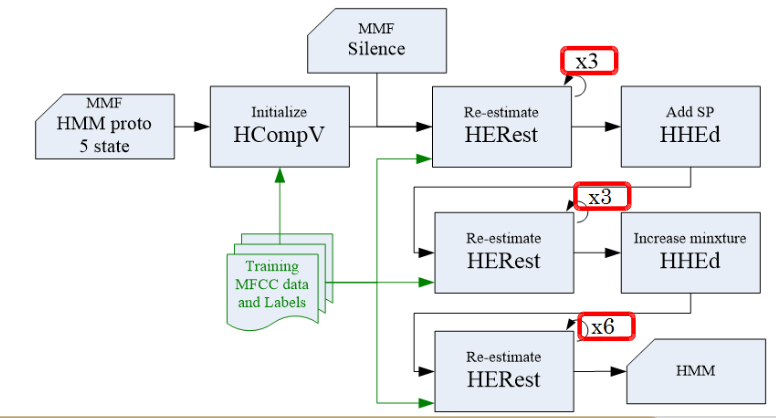 MMF
Silence
x3
MMF
HMM proto
5 state
Initialize
HCompV
Re-estimate
HERest
Add SP
HHEd
x3
Training
MFCC data
and Labels
Re-estimate
HERest
Increase minxture
HHEd
x6
Re-estimate
HERest
HMM